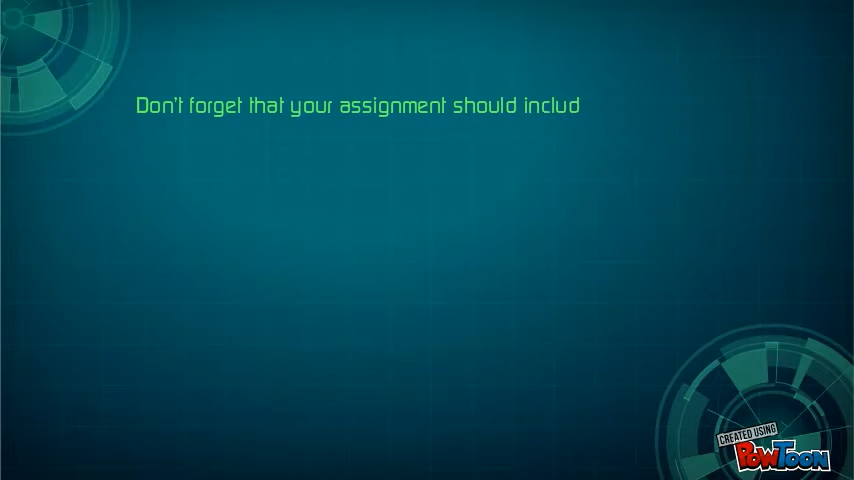 Don't forget that your assignment should includ
CREATED USING
POWTOON